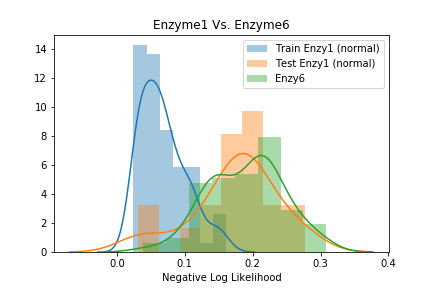 Enzyme1 Vs. Enzyme6
Train Enzy1 (normal)
Test Enzy1 (normal)
Enzy6
14
12
10
8
6
4
2
0
0.0 0.1 0.2 0.3 0.4
Negative Log Likelihood